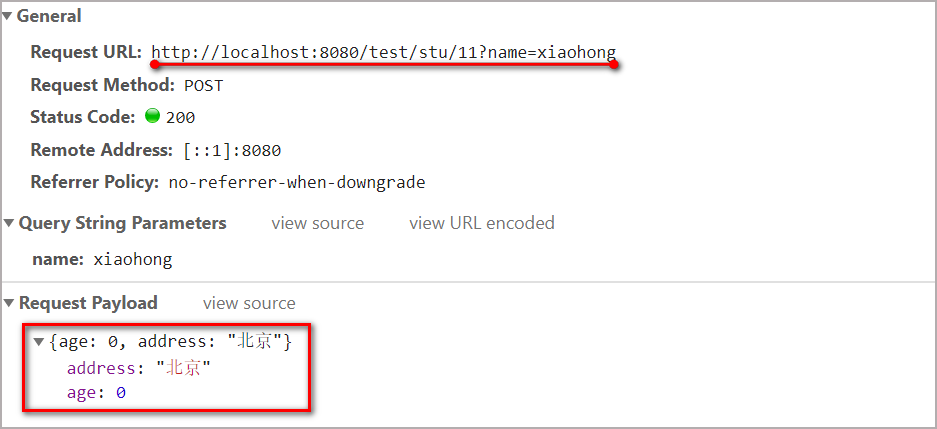 General
Request URL: http://localhost:8080/test/stu/11?name=xiaohong
Request Method: POST
Status Code: 200
Remote Address: [::1]:8080
Referrer Policy: no-referrer-when-downgrade
Query String Parameters view source view URL encoded
name: xiaohong
Request Payload view source
{age: 0, address: "北京"}
address: "北京"
age: 0